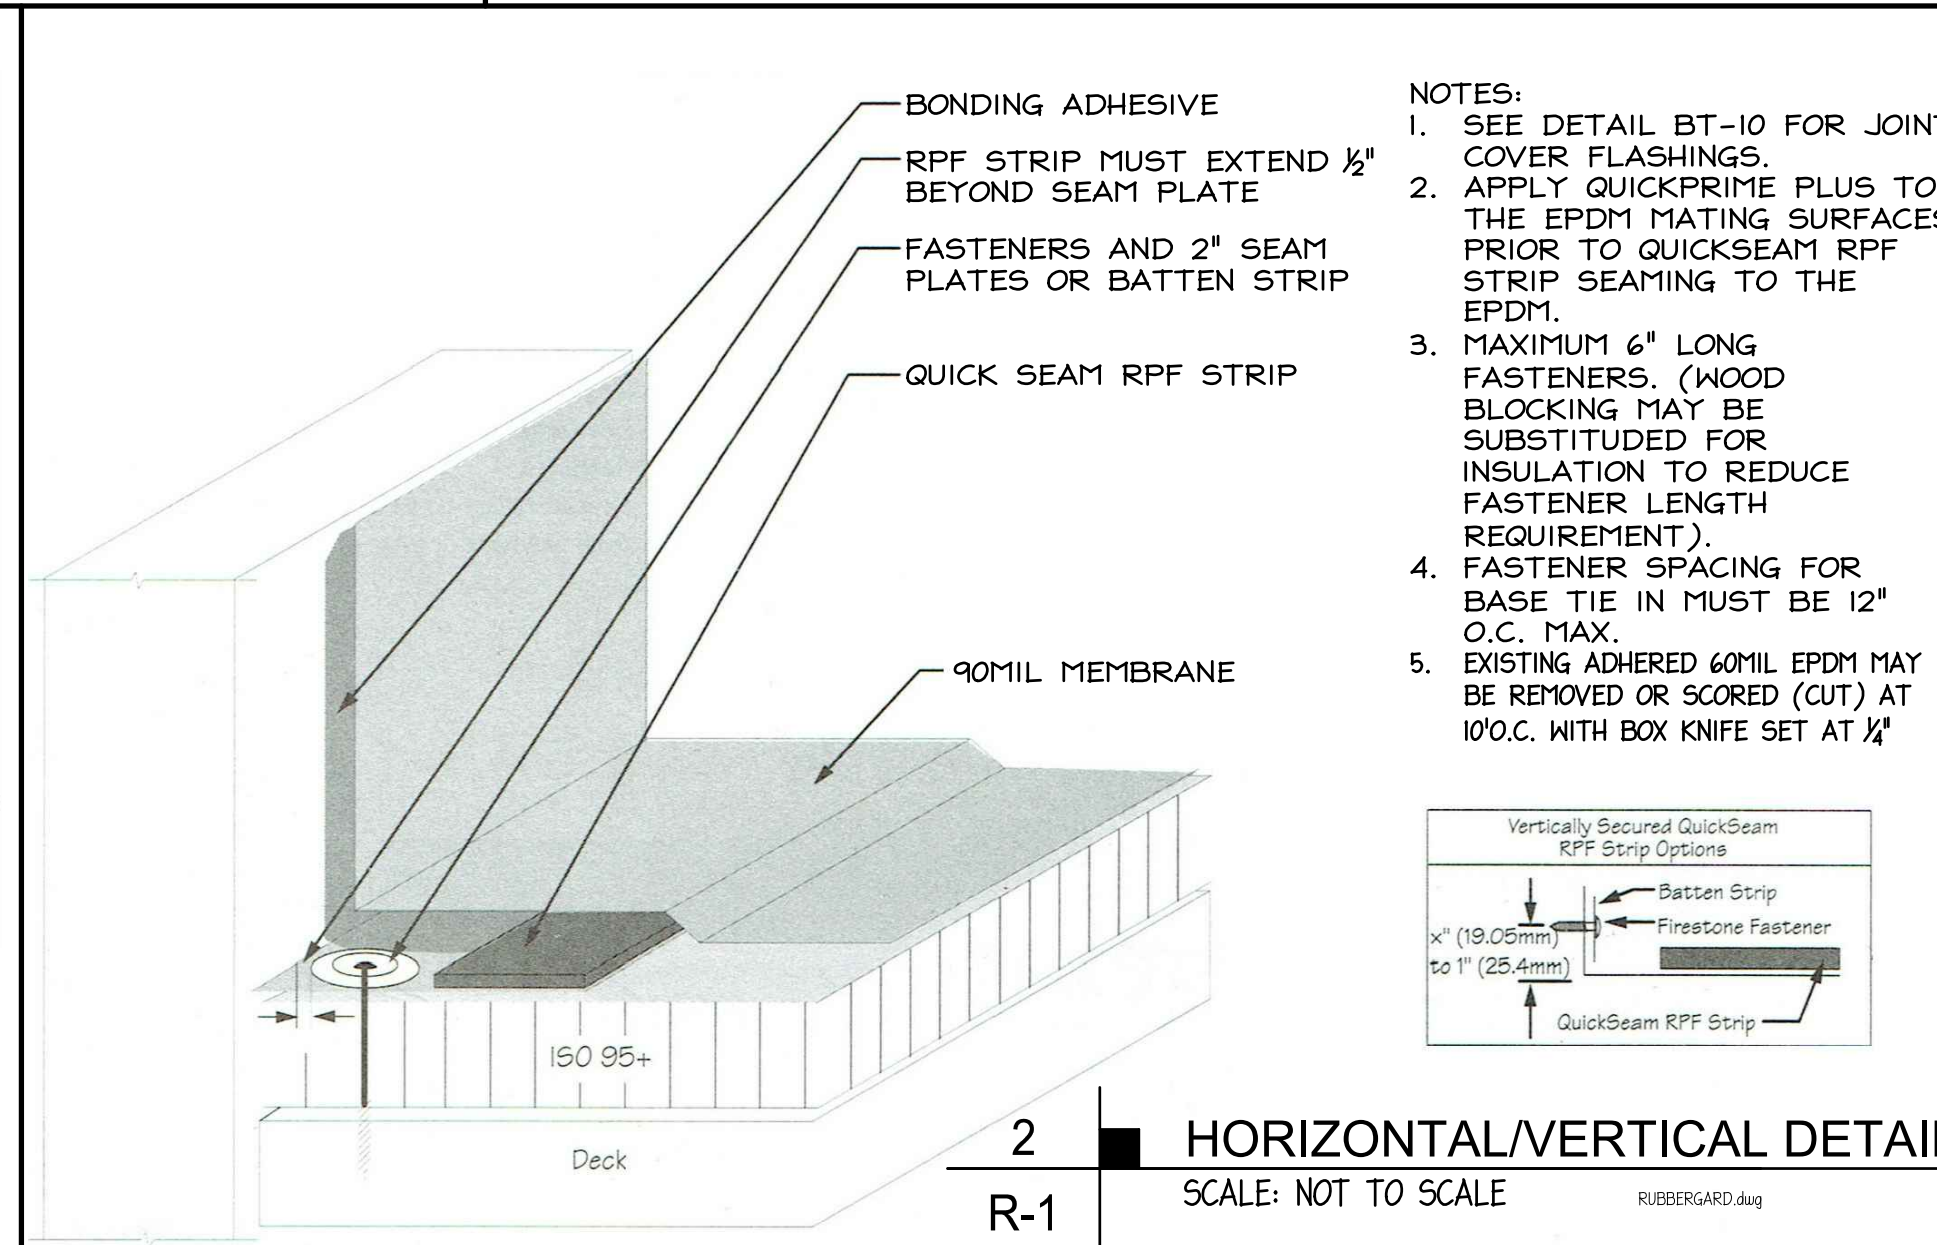 BONDING ADHESIVE
RPF STRIP MUST EXTEND ½"
BEYOND SEAM PLATE
FASTENERS AND 2" SEAM
PLATES OR BATTEN STRIP
QUICK SEAM RPF STRIP
90MIL MEMBRANE
ISO 95+
Deck
NOTES:
1. SEE DETAIL BT-10 FOR JOINT
COVER FLASHINGS.
2. APPLY QUICKPRIME PLUS TO
THE EPDM MATING SURFACES
PRIOR TO QUICKSEAM RPF
STRIP SEAMING TO THE
EPDM.
3. MAXIMUM 6" LONG
FASTENERS. (WOOD
BLOCKING MAY BE
SUBSTITUDED FOR
INSULATION TO REDUCE
FASTENER LENGTH
REQUIREMENT).
4. FASTENER SPACING FOR
BASE TIE IN MUST BE 12"
O.C. MAX.
5. EXISTING ADHERED 60MIL EPDM MAY
BE REMOVED OR SCORED (CUT) AT
10'O.C. WITH BOX KNIFE SET AT ¼"
Vertically Secured QuickSeam
RPF Strip Options
Batten Strip
Firestone Fastener
x" (19.05mm)
to 1" (25.4mm)
QuickSeam RPF Strip
2
R-1
HORIZONTAL/VERTICAL DETAIL
SCALE: NOT TO SCALE
RUBBERGARD.dwg